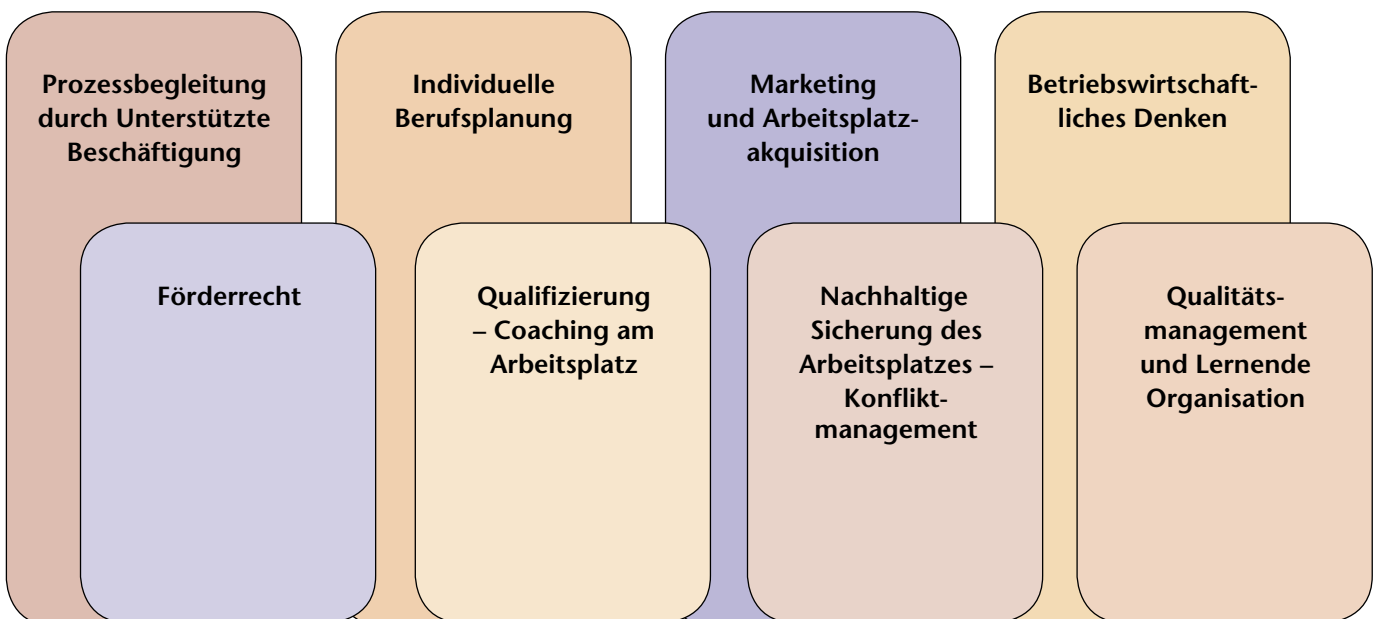 Prozessbegleitung
durch Unterstützte
Beschäftigung
Individuelle
Berufsplanung
Marketing
und Arbeitsplatz-
akquisition
Betriebswirtschaft-
liches Denken
Förderrecht
Qualifizierung
– Coaching am
Arbeitsplatz
Nachhaltige
Sicherung des
Arbeitsplatzes –
Konflikt-
management
Qualitäts-
management
und Lernende
Organisation